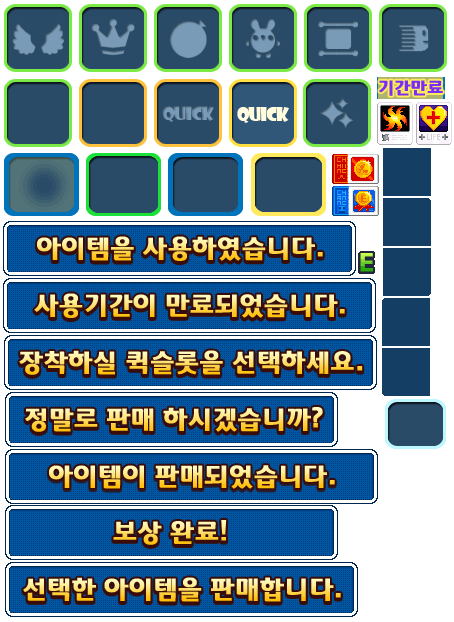 기간만료
QUICK
QUICK
LIFE
아이템을 사용하였습니다.
E
사용기간이 만료되었습니다.
장착하실 퀵슬롯을 선택하세요.
정말로 판매 하시겠습니까?
아이템이 판매되었습니다.
보상 완료!
선택한 아이템을 판매합니다.